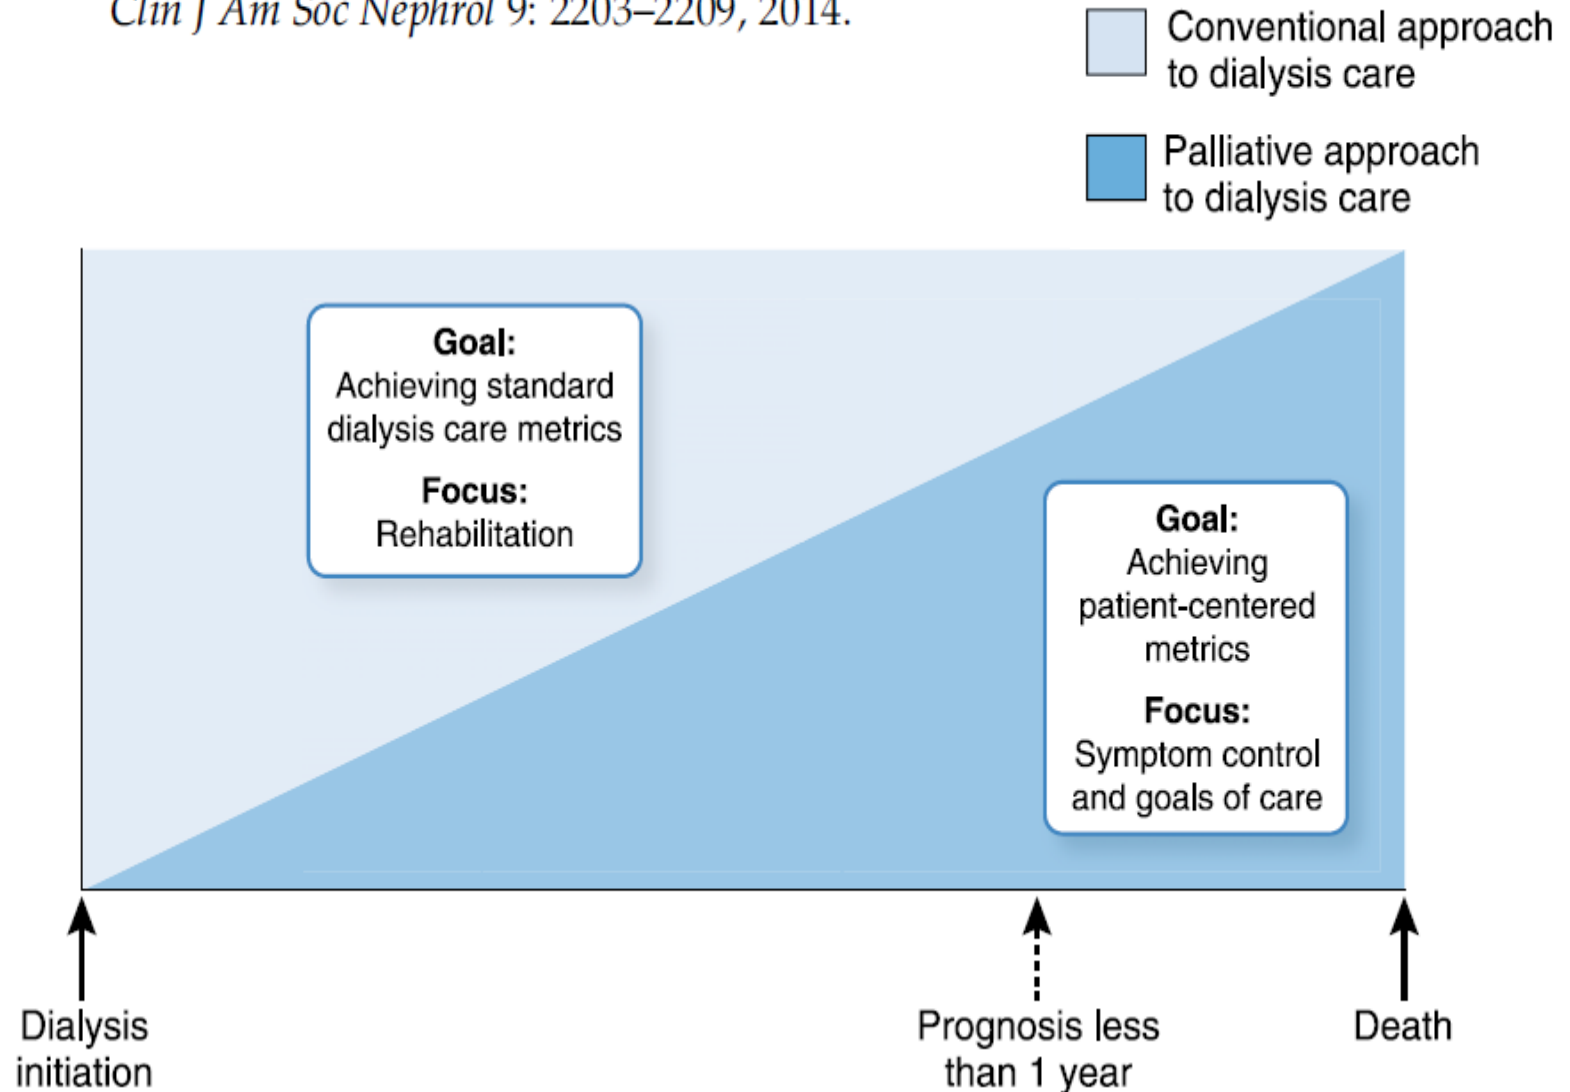 Clin J Am Soc Nephrol 9: 2203–2209, 2014.
Conventional approach
to dialysis care
Palliative approach
to dialysis care
Goal:
Achieving standard
dialysis care metrics
Focus:
Rehabilitation
Goal:
Achieving
patient-centered
metrics
Focus:
Symptom control
and goals of care
Dialysis
initiation
Prognosis less
than 1 year
Death